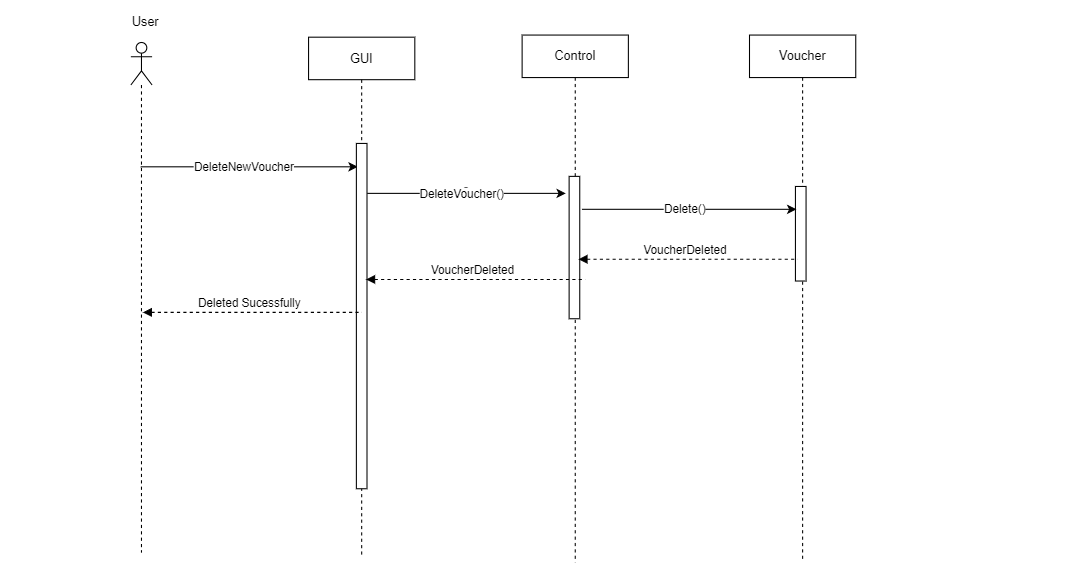 User
GUI
Control
Voucher
DeleteNewVoucher
DeleteVoucher()
Delete()
VoucherDeleted
VoucherDeleted
Deleted Sucessfully